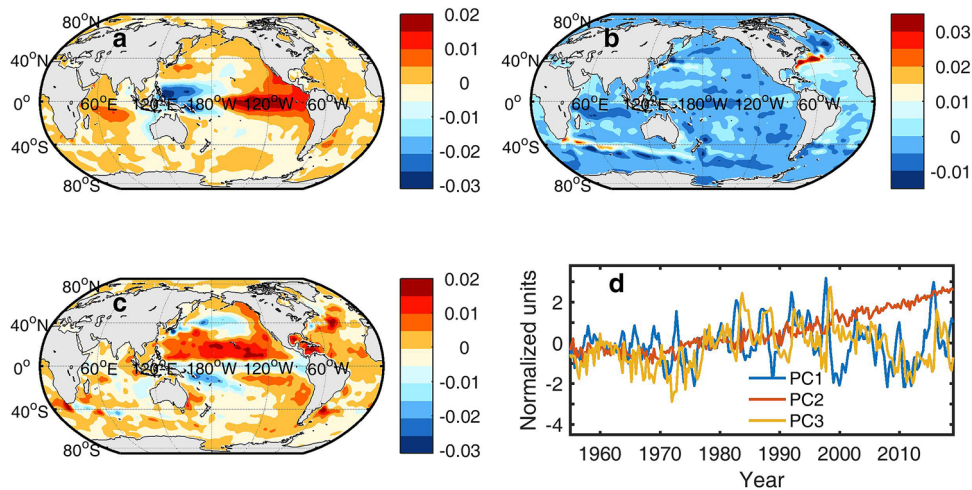 a
80°N
40°N
0°
40°S
80°S
60°E 120°E -180°W 120°W 60°W
0.02
0.01
0
-0.01
-0.02
-0.03
b
80°N
40°N
0°
40°S
80°S
60°E 120°E -180°W 120°W 60°W
0.03
0.02
0.01
0
-0.01
c
80°N
40°N
0°
40°S
80°S
60°E 120°E -180°W 120°W 60°W
0.02
0.01
0
-0.01
-0.02
-0.03
d
Normalized units
2
0
-2
-4
PC1
PC2
PC3
1960 1970 1980 1990 2000 2010
Year